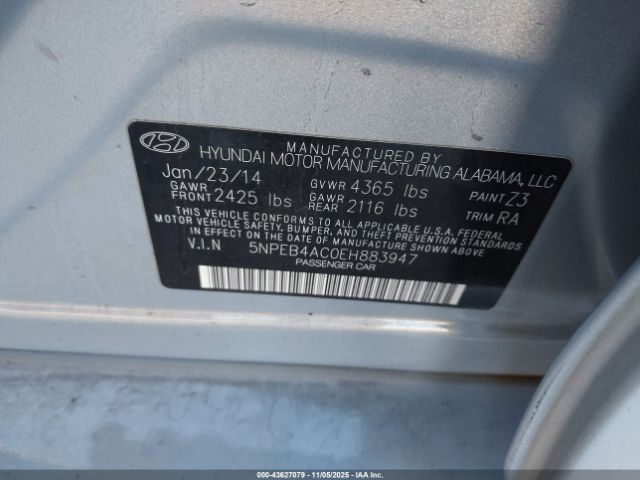 MANUFACTURED BY
HYUNDAI MOTOR MANUFACTURING ALABAMA, LLC
Jan/23/14 GVWR 4365 lbs PAINT Z3
GAWR FRONT 2425 lbs GAWR REAR 2116 lbs TRIM RA
THIS VEHICLE CONFORMS TO ALL APPLICABLE U.S.A. FEDERAL
MOTOR VEHICLE SAFETY, BUMPER, AND THEFT PREVENTION STANDARDS
IN EFFECT ON THE DATE OF MANUFACTURE SHOWN ABOVE
V.I.N 5NPEB4AC0EH883947
PASSENGER CAR
©IAA 43627079 - 11/05/2025 - IAAI.COM